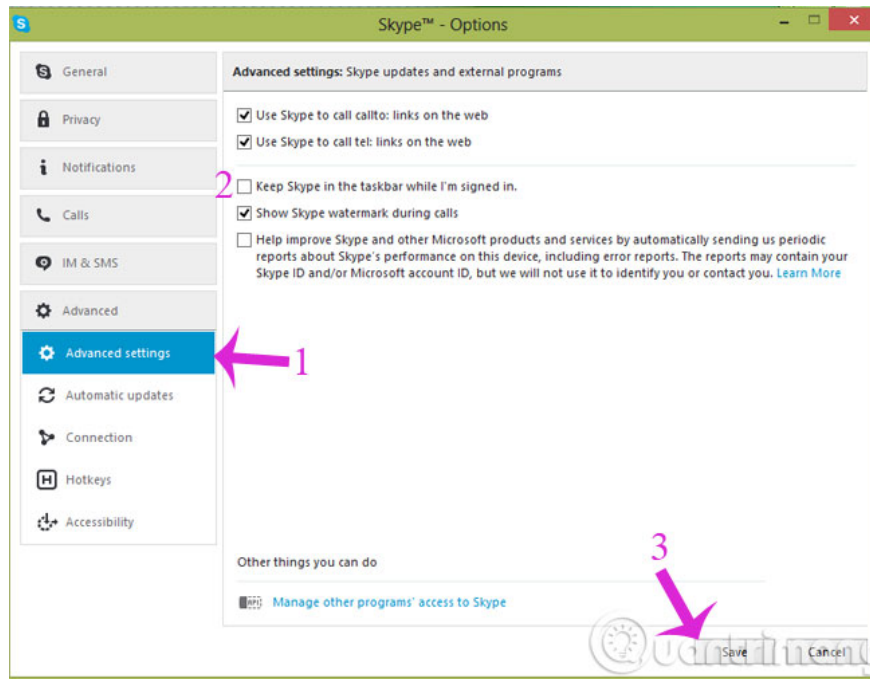 Skype™ - Options
General
Privacy
Notifications
Calls
IM & SMS
Advanced
Advanced settings
Automatic updates
Connection
Hotkeys
Accessibility
Advanced settings: Skype updates and external programs
Use Skype to call callto: links on the web
Use Skype to call tel: links on the web
2
Keep Skype in the taskbar while I'm signed in.
Show Skype watermark during calls
Help improve Skype and other Microsoft products and services by automatically sending us periodic
reports about Skype's performance on this device, including error reports. The reports may contain your
Skype ID and/or Microsoft account ID, but we will not use it to identify you or contact you. Learn More
1
Other things you can do
3
API
Manage other programs' access to Skype
Save
Cancel